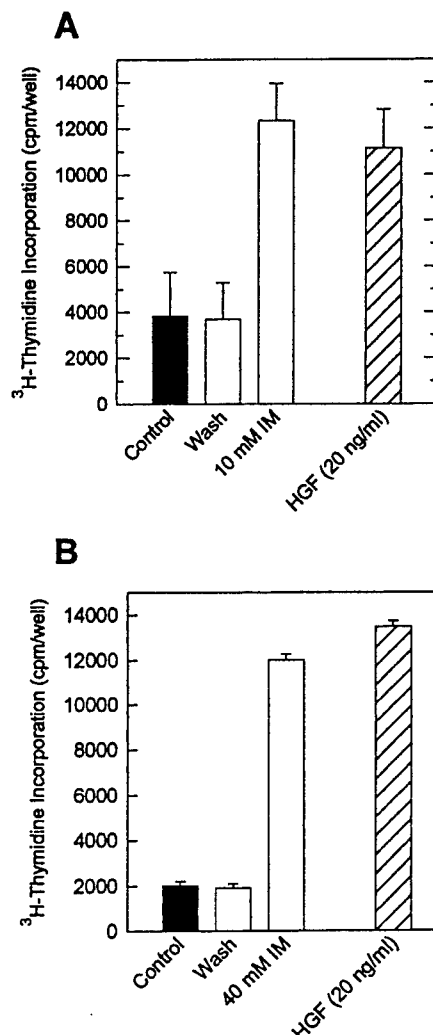 A
³H-Thymidine Incorporation (cpm/well)
14000
12000
10000
8000
6000
4000
2000
0
Control
Wash
10 mM IM
HGF (20 ng/ml)
B
³H-Thymidine Incorporation (cpm/well)
14000
12000
10000
8000
6000
4000
2000
0
Control
Wash
40 mM IM
HGF (20 ng/ml)